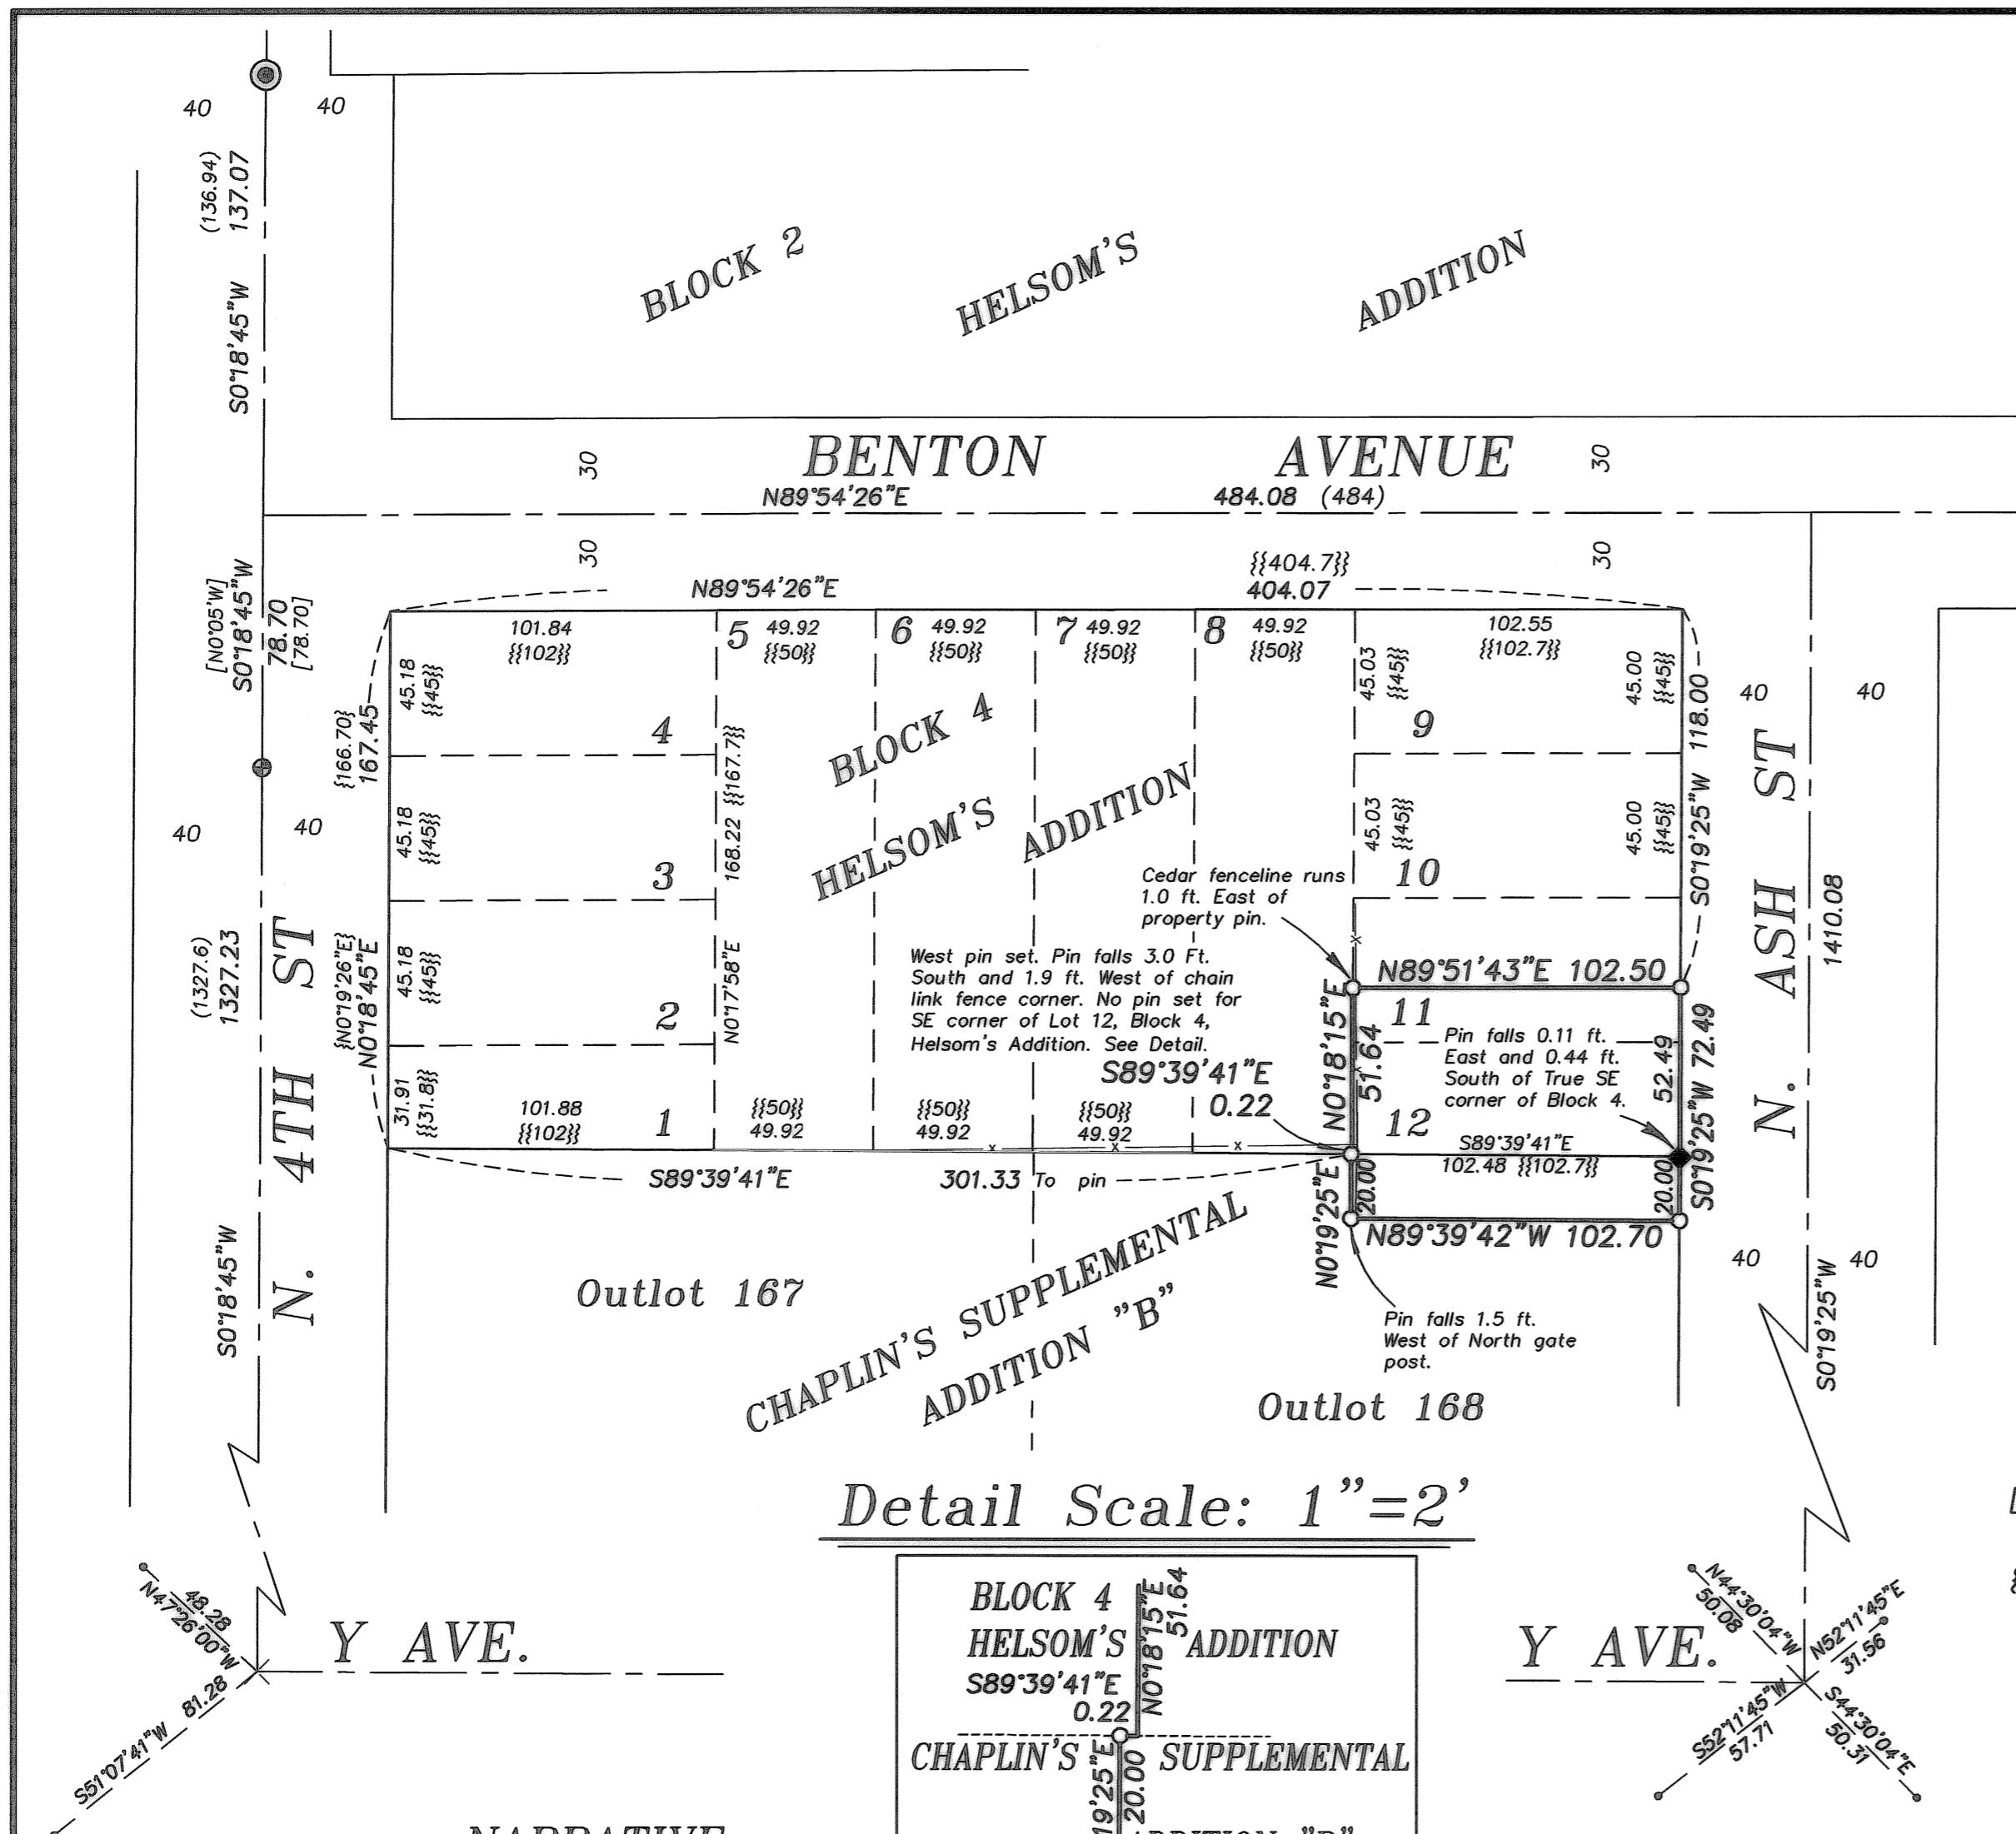 40
40
(136.94)
137.07
S0°18'45"W
BLOCK 2
HELSOM'S
ADDITION
30
BENTON AVENUE
30
N89°54'26"E
484.08 (484)
30
30
{{404.7}}
N89°54'26"E
404.07
[N0°05'W]
S0°18'45"W
78.70
[78.70]
101.84
{{102}}
5
49.92
{{50}}
6
49.92
{{50}}
7
49.92
{{50}}
8
49.92
{{50}}
102.55
{{102.7}}
45.18
{{45}}
45.03
{{45}}
45.00
{{45}}
{166.70}
167.45
4
168.22 {{167.7}}
BLOCK 4
9
S0°19'25"W 118.00
40
40
40
40
45.18
{{45}}
HELSOM'S
ADDITION
45.03
{{45}}
45.00
{{45}}
3
10
N. ASH ST
1410.08
Cedar fenceline runs
1.0 ft. East of
property pin.
(1327.6)
1327.23
N. 4TH ST
{N0°19'26"E}
N0°18'45"E
45.18
{{45}}
2
N0°17'58"E
West pin set. Pin falls 3.0 Ft.
South and 1.9 ft. West of chain
link fence corner. No pin set for
SE corner of Lot 12, Block 4,
Helsom's Addition. See Detail.
N89°51'43"E 102.50
11
N0°18'15"E
51.64
Pin falls 0.11 ft.
East and 0.44 ft.
South of True SE
corner of Block 4.
52.49
S0°19'25"W 72.49
S89°39'41"E
0.22
31.91
{{31.8}}
101.88
{{102}}
1
{{50}}
49.92
{{50}}
49.92
{{50}}
49.92
12
S89°39'41"E
102.48 {{102.7}}
S89°39'41"E
301.33 To pin
N0°19'25"E
20.00
20.00
N89°39'42"W 102.70
40
40
S0°18'45"W
Outlot 167
CHAPLIN'S SUPPLEMENTAL
ADDITION "B"
Pin falls 1.5 ft.
West of North gate
post.
S0°19'25"W
Outlot 168
Detail Scale: 1"=2'
BLOCK 4
HELSOM'S ADDITION
N0°18'15"E
51.64
S89°39'41"E
0.22
CHAPLIN'S SUPPLEMENTAL
19'25"E
20.00
ADDITION "B"
48.28
N47°26'00"W
Y AVE.
S51°07'41"W 81.28
NARRATIVE
Y AVE.
N44°30'04"W
50.08
N52°11'45"E
31.56
S52°11'45"W
57.71
S44°30'04"E
50.31